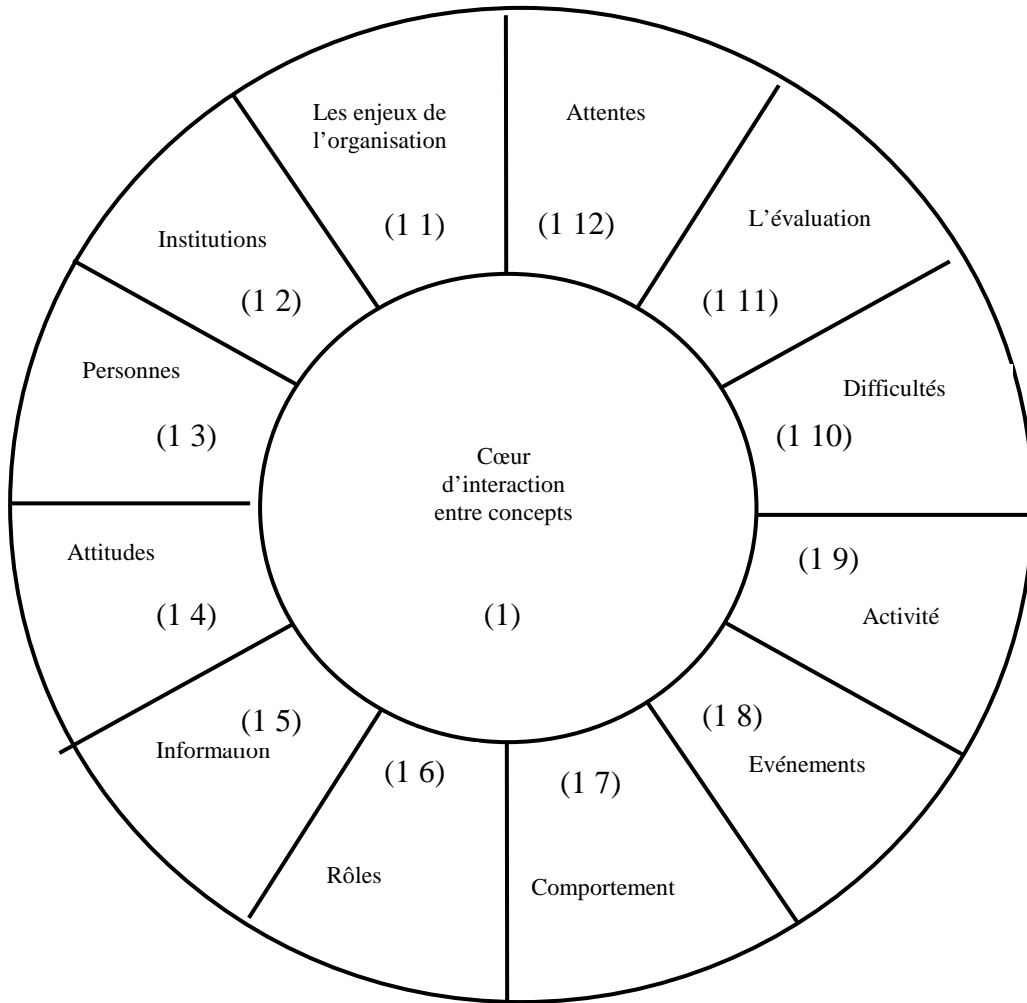 Les enjeux de
l'organisation
(1 1)
Attentes
(1 12)
L'évaluation
(1 11)
Difficultés
(1 10)
(1 9)
Activité
(1 8)
Evénements
(1 7)
Comportement
(1 6)
Rôles
(1 5)
Information
Attitudes
(1 4)
Personnes
(1 3)
Institutions
(1 2)
Cœur
d'interaction
entre concepts
(1)